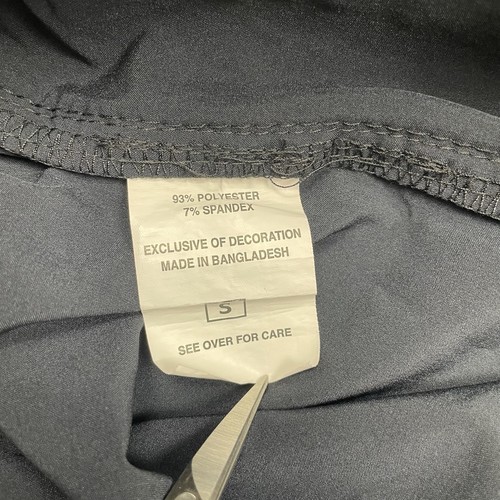 93% POLYESTER
7% SPANDEX
EXCLUSIVE OF DECORATION
MADE IN BANGLADESH
S
SEE OVER FOR CARE